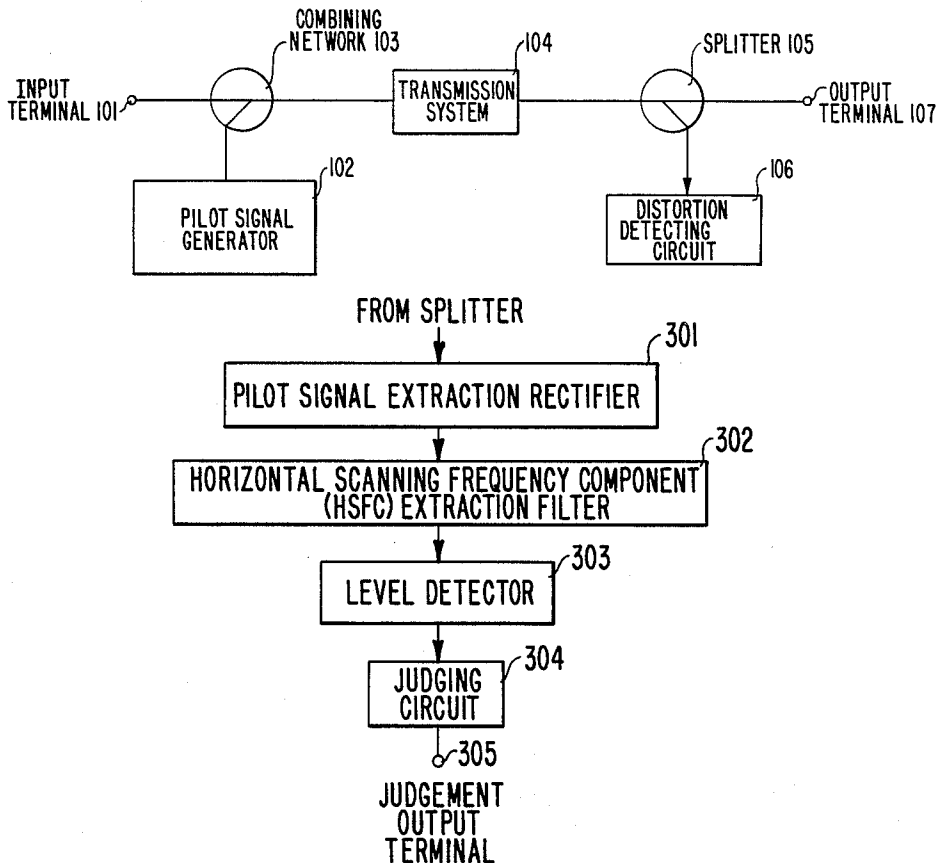 COMBINING
NETWORK 103
104
SPLITTER 105
INPUT
TERMINAL 101
TRANSMISSION
SYSTEM
OUTPUT
TERMINAL 107
102
PILOT SIGNAL
GENERATOR
106
DISTORTION
DETECTING
CIRCUIT
FROM SPLITTER
301
PILOT SIGNAL EXTRACTION RECTIFIER
302
HORIZONTAL SCANNING FREQUENCY COMPONENT
(HSFC) EXTRACTION FILTER
303
LEVEL DETECTOR
304
JUDGING
CIRCUIT
305
JUDGEMENT
OUTPUT
TERMINAL